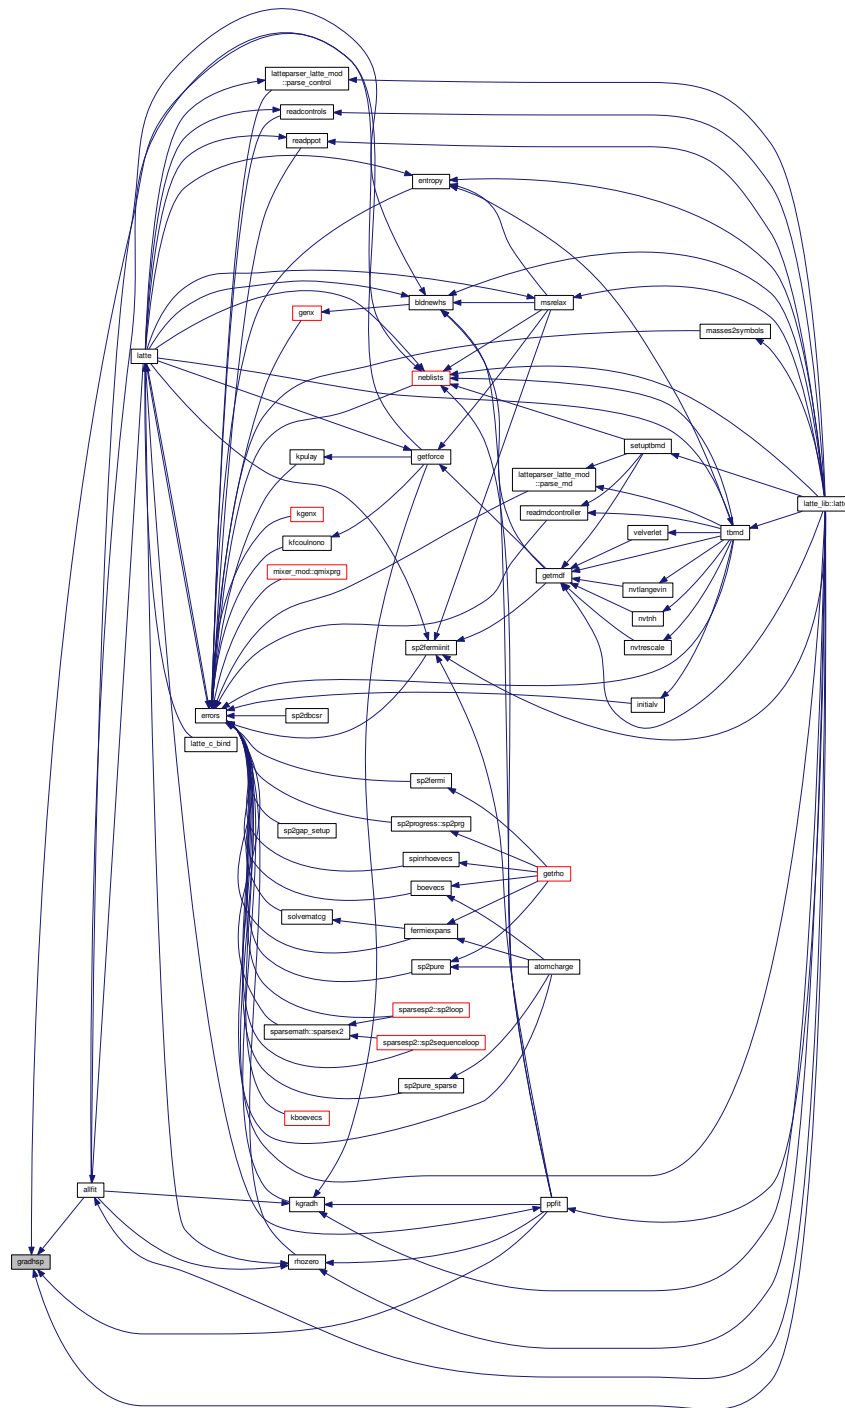 latteparser_latte_mod
::parse_control
readcontrols
readppot
entropy
genx
bldnewhs
msrelax
masses2symbols
latte
neblists
kpulay
getforce
setuptbmd
latteparser_latte_mod
::parse_md
latte_lib::latte
kgenx
readmdcontroller
kfcoulnono
velverlet
tbmd
mixer_mod::qmixprg
getmdf
nvtlangevin
nvtnh
sp2fermiinit
nvtrescale
initialv
errors
sp2dbcsr
latte_c_bind
sp2fermi
sp2progress::sp2prg
sp2gap_setup
spinrhoevecs
getrho
boevecs
solvematcg
fermiexpans
sp2pure
atomcharge
sparsesp2::sp2loop
sparsemath::sparsex2
sparsesp2::sp2sequenceloop
sp2pure_sparse
kboevecs
allfit
kgradh
ppfit
gradhsp
rhozero